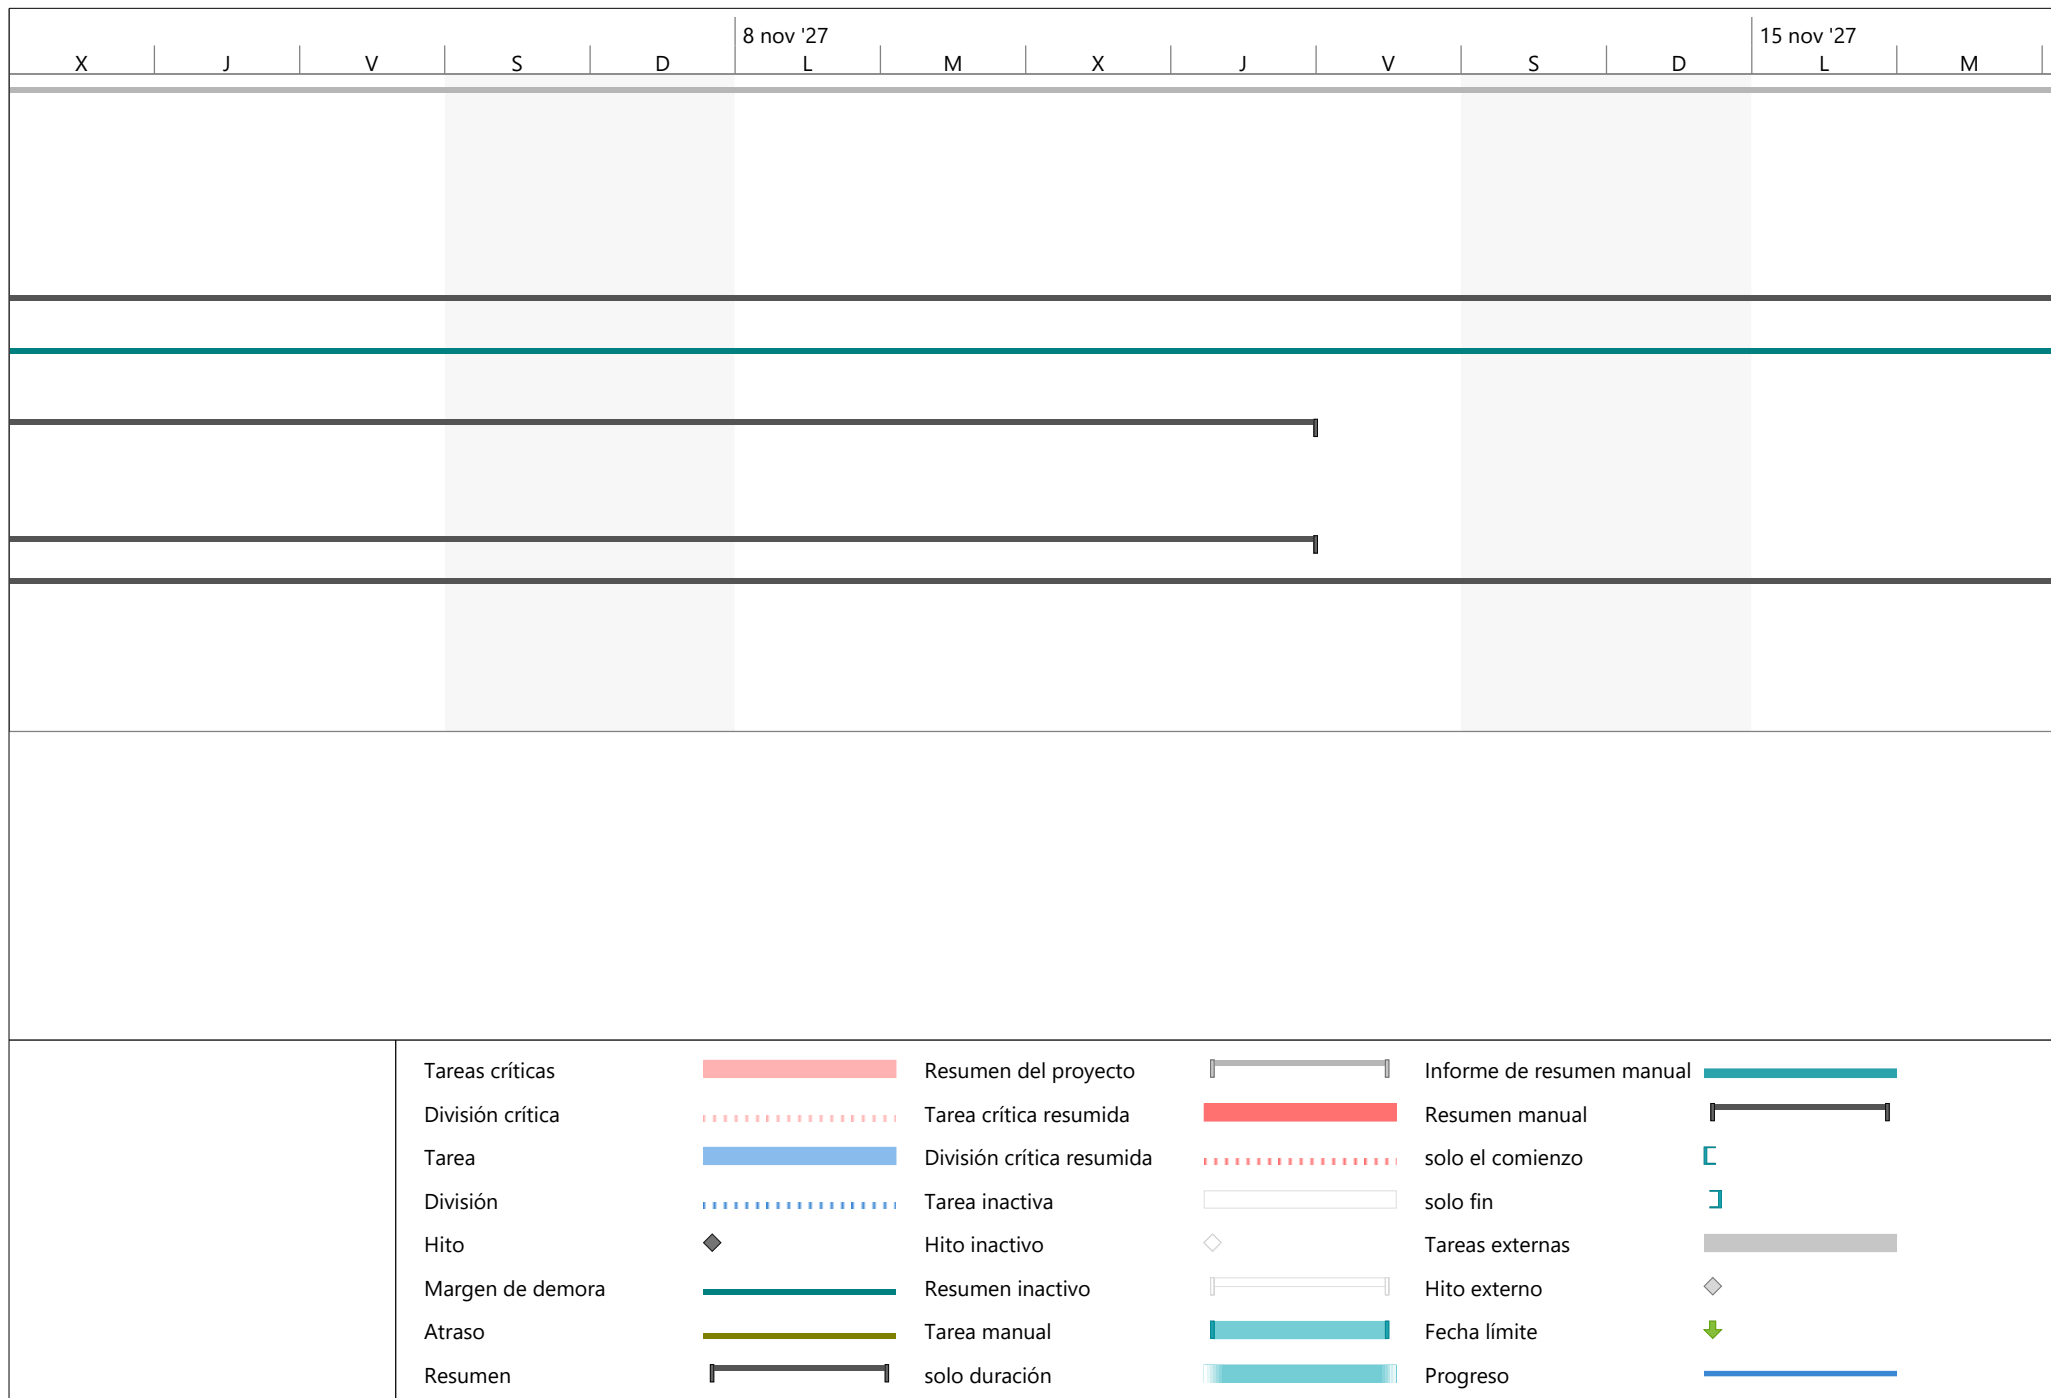 8 nov '27 15 nov '27
X J V S D L M X J V S D L M
Tareas críticas Resumen del proyecto Informe de resumen manual
División crítica Tarea crítica resumida Resumen manual
Tarea División crítica resumida solo el comienzo
División Tarea inactiva solo fin
Hito Hito inactivo Tareas externas
Margen de demora Resumen inactivo Hito externo
Atraso Tarea manual Fecha límite
Resumen solo duración Progreso